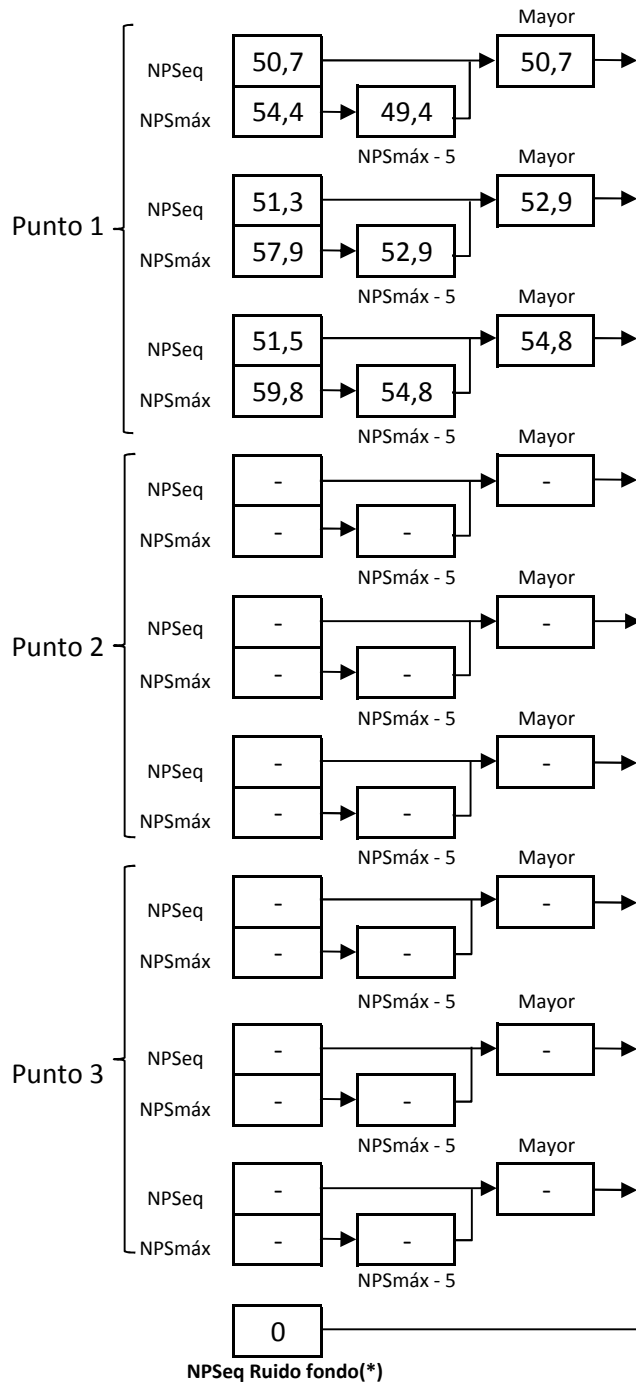 Mayor
NPSeq 50,7 50,7
NPSmáx 54,4 49,4
NPSmáx - 5 Mayor
NPSeq 51,3 52,9
Punto 1
NPSmáx 57,9 52,9
NPSmáx - 5 Mayor
NPSeq 51,5 54,8
NPSmáx 59,8 54,8
NPSmáx - 5 Mayor
NPSeq - -
NPSmáx - -
NPSmáx - 5 Mayor
NPSeq - -
Punto 2
NPSmáx - -
NPSmáx - 5 Mayor
NPSeq - -
NPSmáx - -
NPSmáx - 5 Mayor
NPSeq - -
NPSmáx - -
NPSmáx - 5 Mayor
NPSeq - -
Punto 3
NPSmáx - -
NPSmáx - 5 Mayor
NPSeq - -
NPSmáx - -
NPSmáx - 5
0
NPSeq Ruido fondo(*)